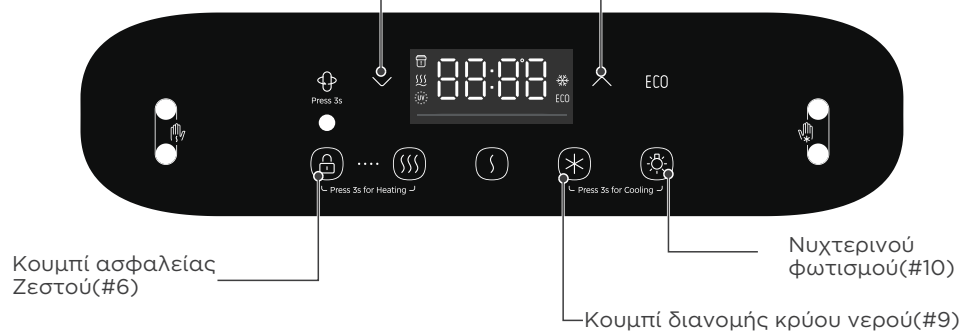 88:88°
UV
ECO
ECO
Press 3s
Press 3s for Heating
Press 3s for Cooling
Κουμπί ασφαλείας
Ζεστού(#6)
Νυχτερινού
φωτισμού(#10)
Κουμπί διανομής κρύου νερού(#9)